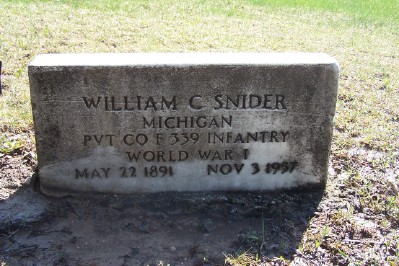 WILLIAM C SNIDER
MICHIGAN
PVT CO F 339 INFANTRY
WORLD WAR I
MAY 22 1891 NOV 3 1957